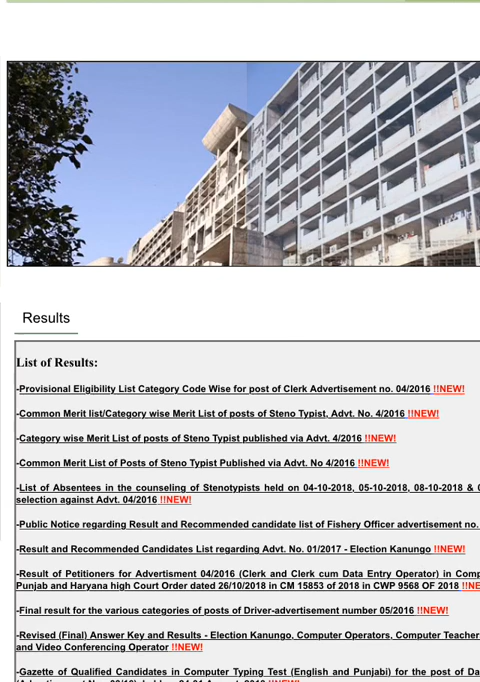 Results
List of Results:
-Provisional Eligibility List Category Code Wise for post of Clerk Advertisement no. 04/2016 !!NEW!
-Common Merit list/Category wise Merit List of posts of Steno Typist, Advt. No. 4/2016 !!NEW!
-Category wise Merit List of posts of Steno Typist published via Advt. 4/2016 !!NEW!
-Common Merit List of Posts of Steno Typist Published via Advt. No 4/2016 !!NEW!
-List of Absentees in the counseling of Stenotypists held on 04-10-2018, 05-10-2018, 08-10-2018 &
selection against Advt. 04/2016 !!NEW!
-Public Notice regarding Result and Recommended candidate list of Fishery Officer advertisement no.
-Result and Recommended Candidates List regarding Advt. No. 01/2017 - Election Kanungo !!NEW!
-Result of Petitioners for Advertisment 04/2016 (Clerk and Clerk cum Data Entry Operator) in
Punjab and Haryana high Court Order dated 26/10/2018 in CM 15853 of 2018 in CWP 9568 OF 2018
-Final result for the various categories of posts of Driver-advertisement number 05/2016 !!NEW!
-Revised (Final) Answer Key and Results - Election Kanungo, Computer Operators, Computer Teacher
and Video Conferencing Operator !!NEW!
-Gazette of Qualified Candidates in Computer Typing Test (English and Punjabi) for the post of